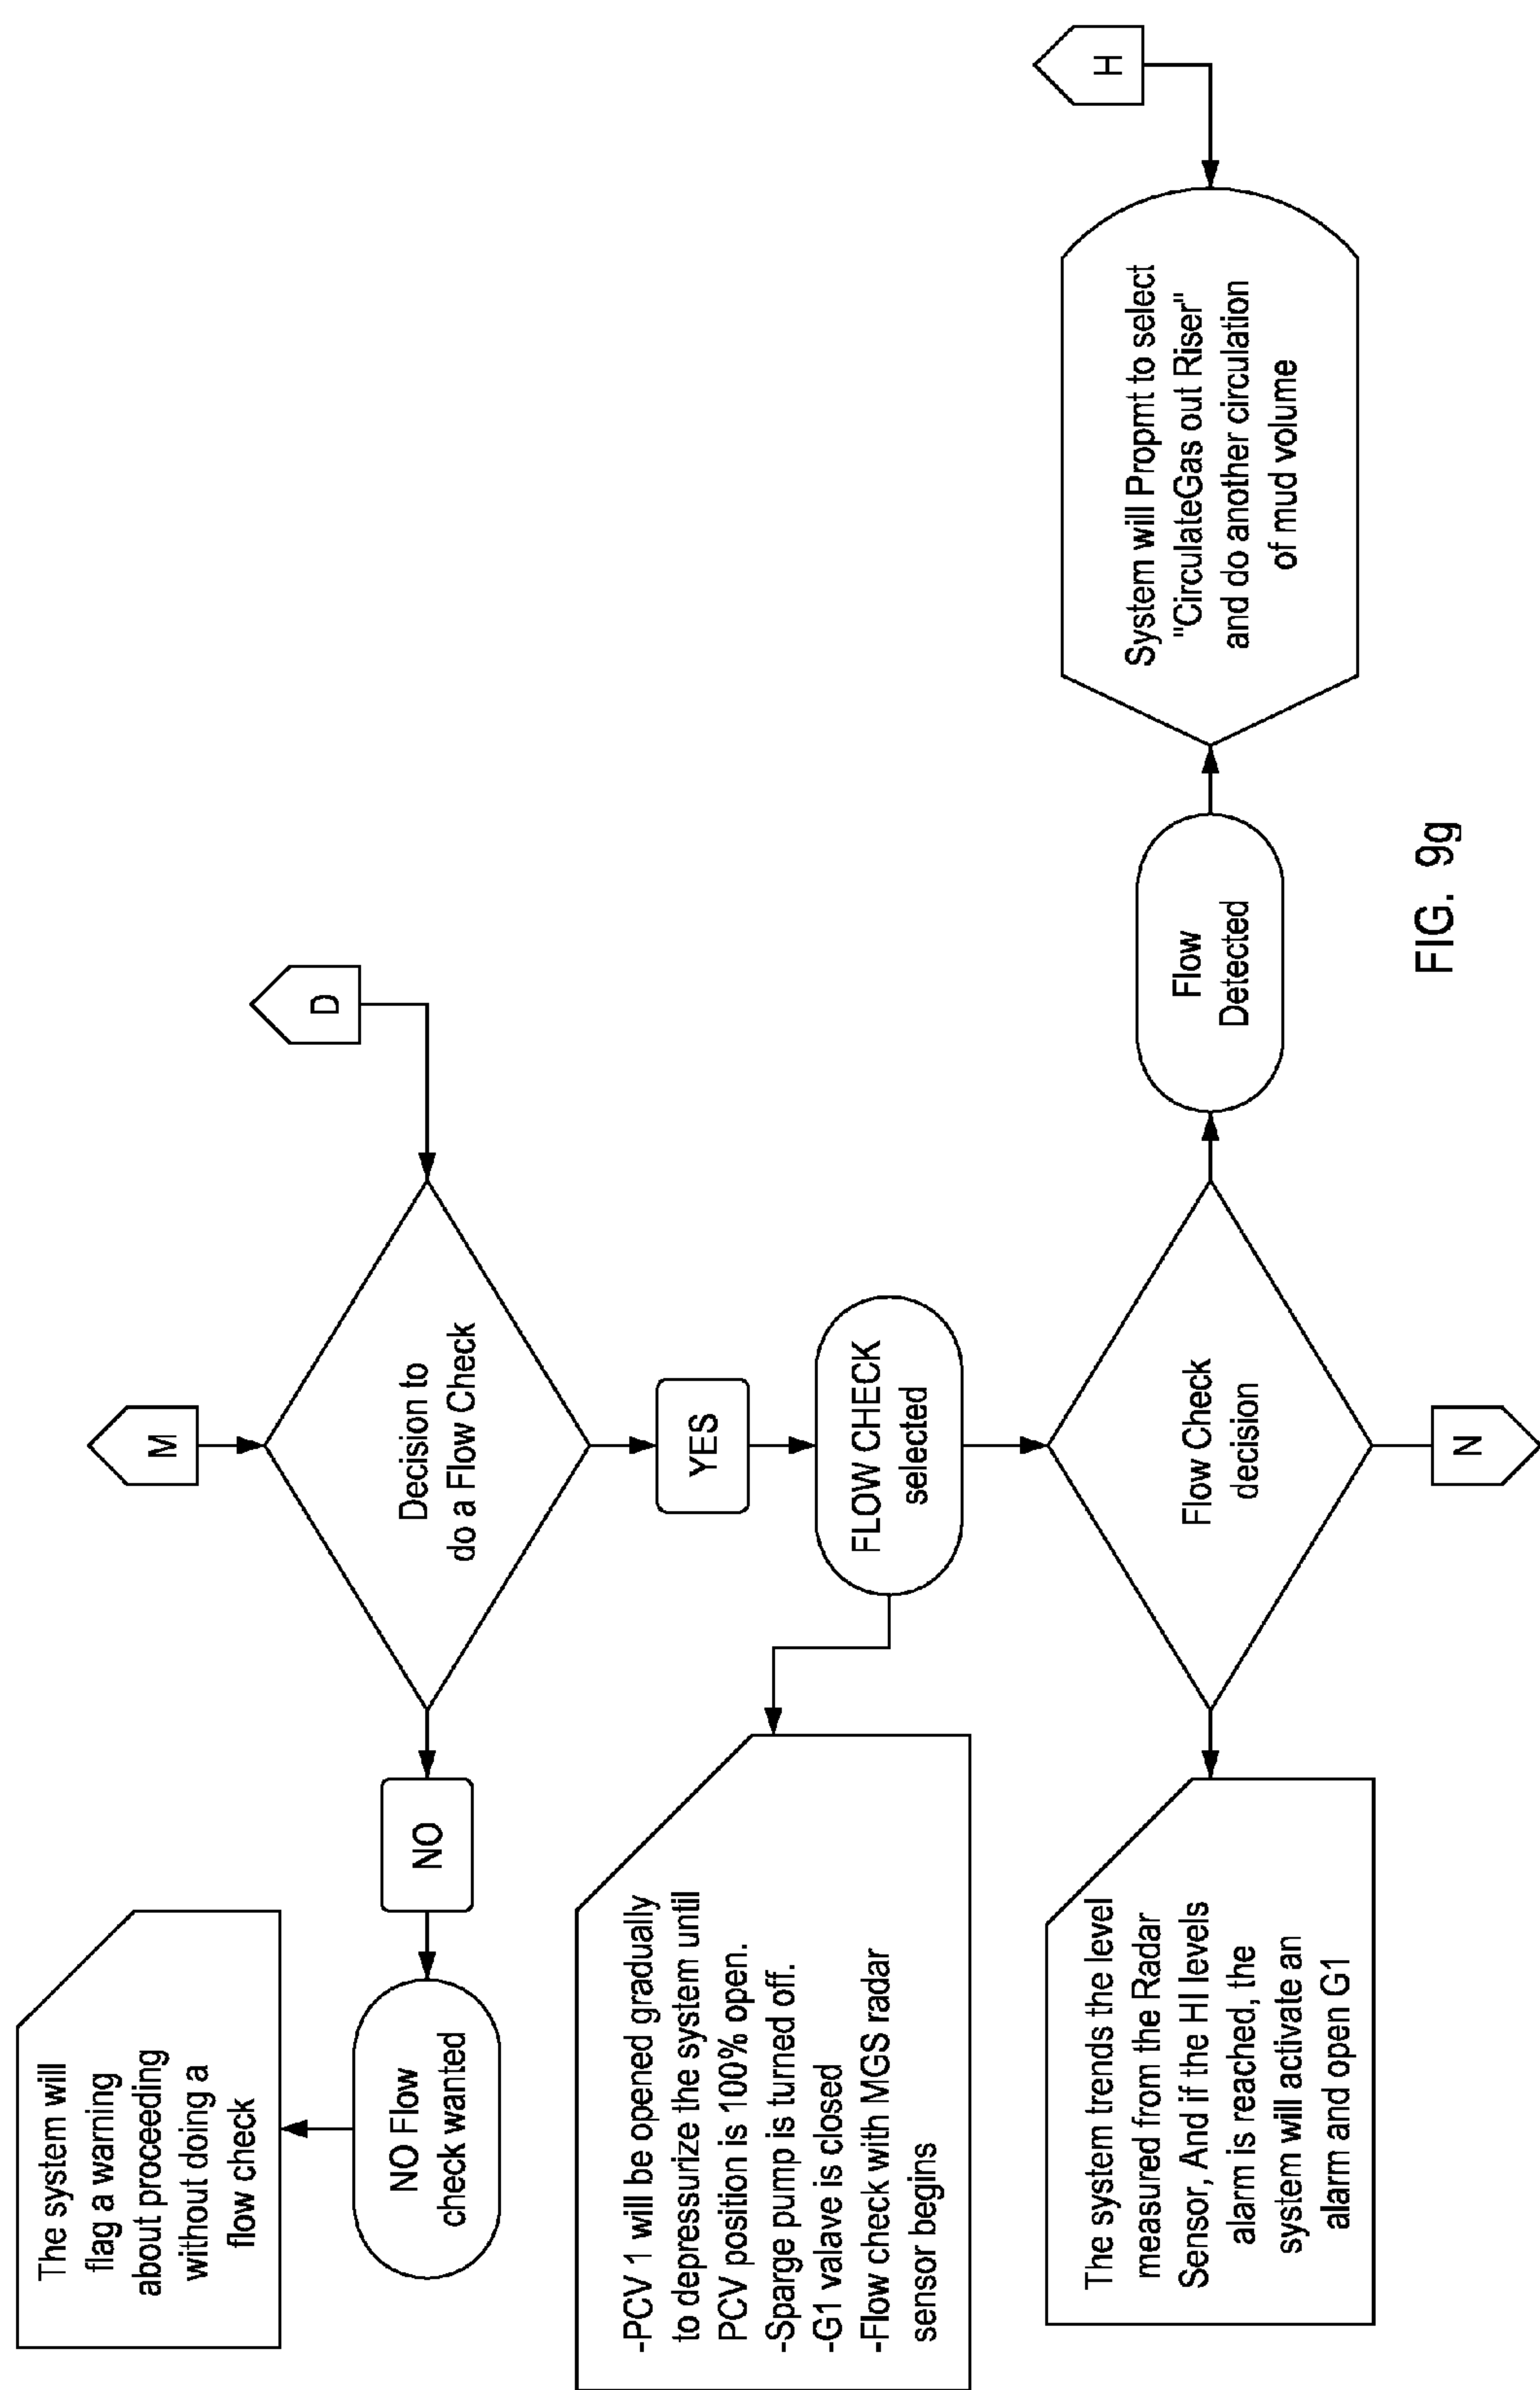 M
D
Decision to
do a Flow Check
NO
NO Flow
check wanted
The system will
flag a warning
about proceeding
without doing a
flow check
YES
FLOW CHECK
selected
-PCV 1 will be opened gradually
to depressurize the system until
PCV position is 100% open.
-Sparge pump is turned off.
-G1 valave is closed
-Flow check with MGS radar
sensor begins
Flow Check
decision
The system trends the level
measured from the Radar
Sensor, And if the HI levels
alarm is reached, the
system will activate an
alarm and open G1
N
Flow
Detected
System will Propmt to select
"CirculateGas out Riser"
and do another circulation
of mud volume
H
FIG. 9g